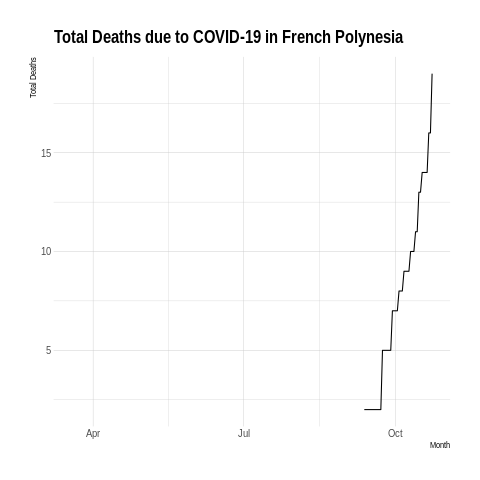 Total Deaths due to COVID-19 in French Polynesia
Total Deaths
15
10
5
Apr
Jul
Oct
Month